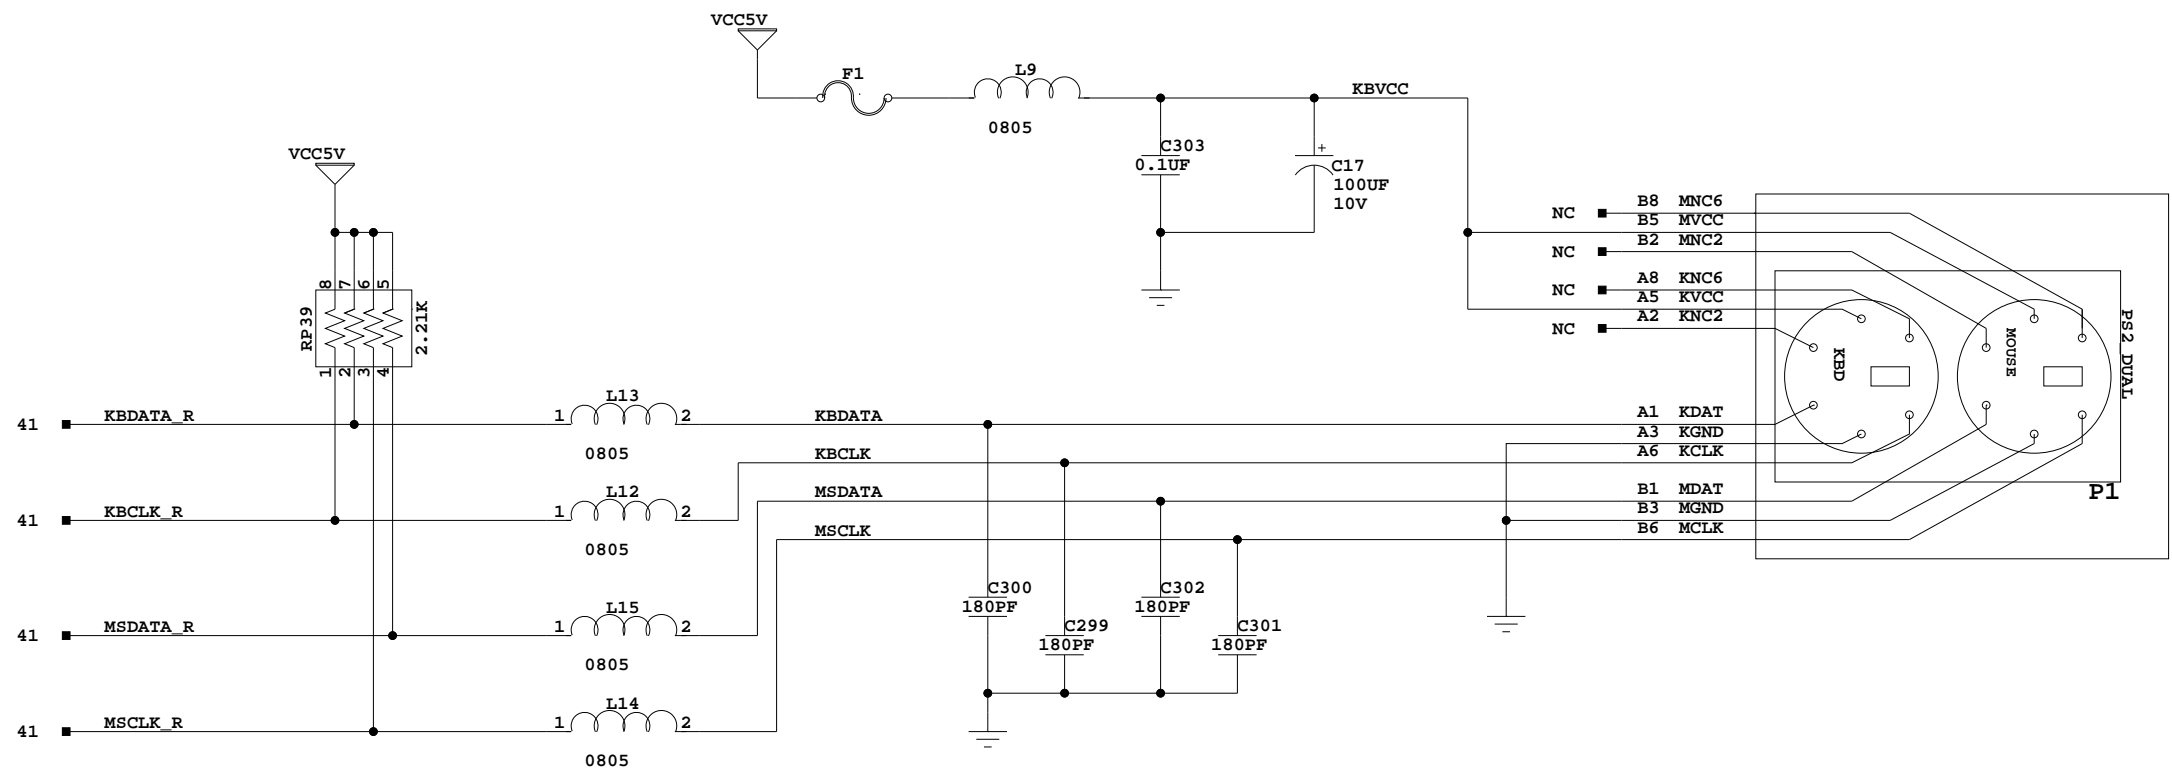 VCC5V
F1
L9
0805
KBVCC
C303
0.1UF
+
C17
100UF
10V
VCC5V
8 7 6 5
RP39
2.21K
1 2 3 4
NC B8 MNC6
B5 MVCC
NC B2 MNC2
NC A8 KNC6
A5 KVCC
NC A2 KNC2
KBD
MOUSE
PS2 DUAL
41 KBDATA_R 1 L13 2 KBDATA A1 KDAT
0805
A3 KGND
KBCLK A6 KCLK
41 KBCLK_R 1 L12 2
0805
MSDATA B1 MDAT
P1
B3 MGND
MSCLK B6 MCLK
C300
180PF
C302
180PF
C299
180PF
C301
180PF
41 MSDATA_R 1 L15 2
0805
41 MSCLK_R 1 L14 2
0805